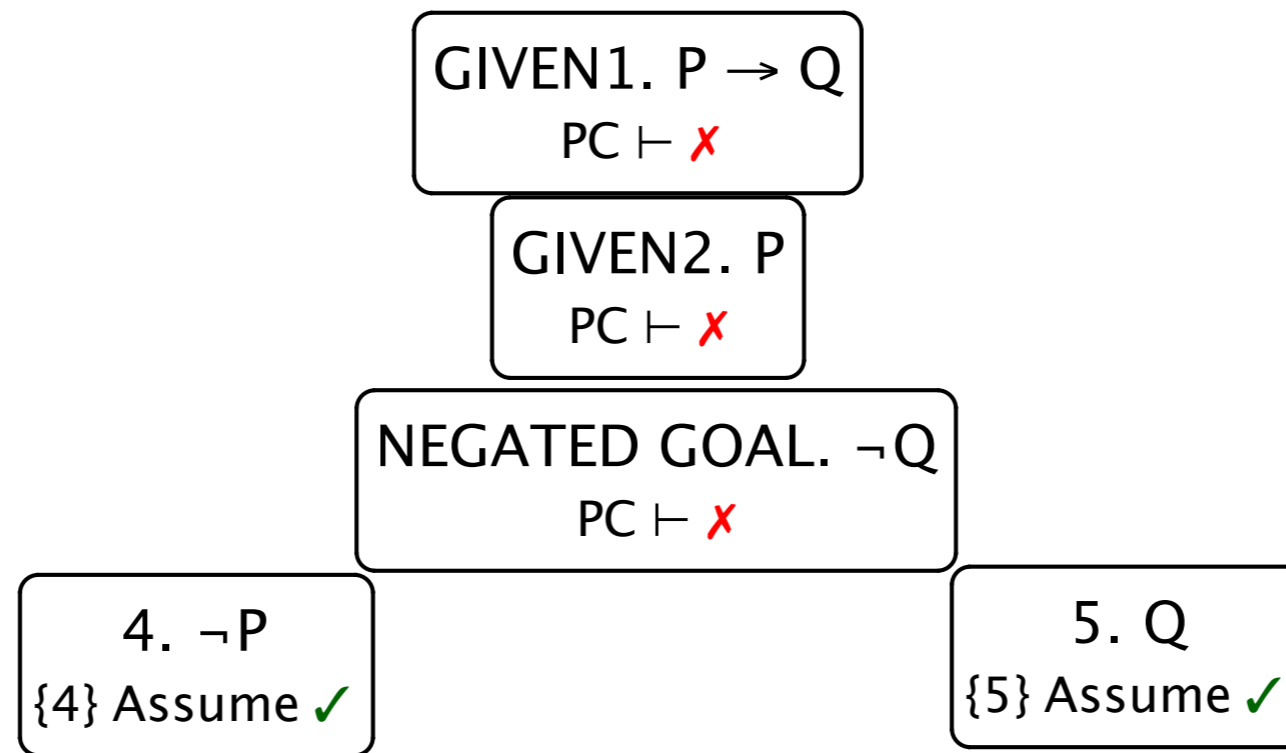 GIVEN1. P → Q
PC ⊢ ✗
GIVEN2. P
PC ⊢ ✗
NEGATED GOAL. ¬Q
PC ⊢ ✗
4. ¬P
{4} Assume ✓
5. Q
{5} Assume ✓